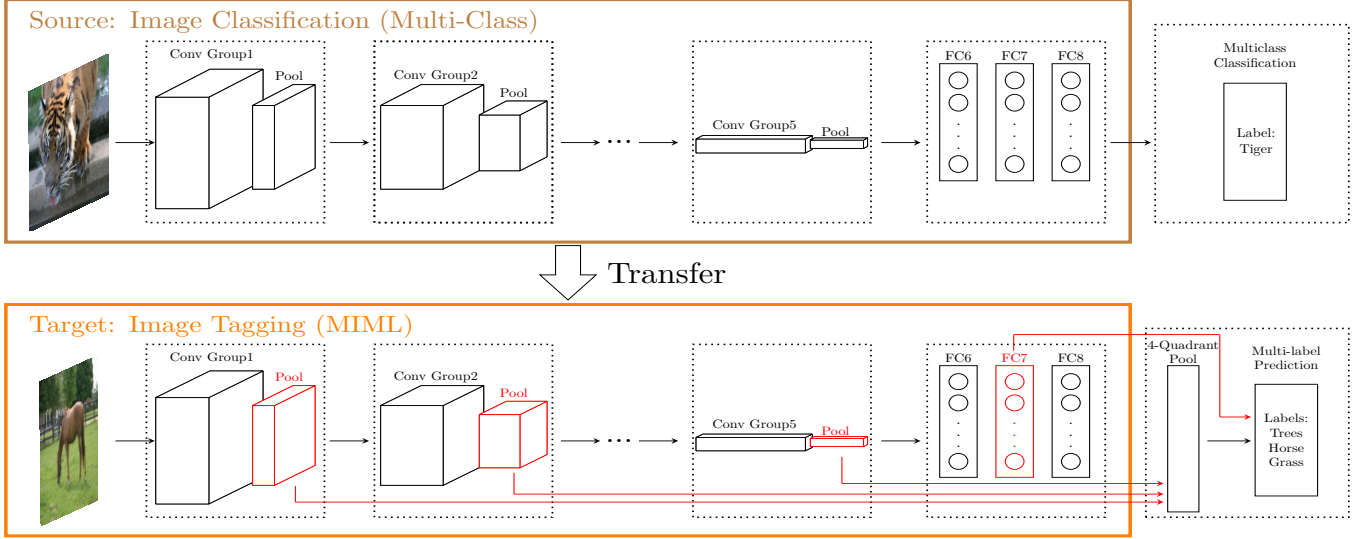 Source: Image Classification (Multi-Class)
Conv Group1
Pool
Conv Group2
Pool
...
Conv Group5
Pool
FC6
FC7
FC8
Multiclass
Classification
Label:
Tiger
Transfer
Target: Image Tagging (MIML)
Conv Group1
Pool
Conv Group2
Pool
...
Conv Group5
Pool
FC6
FC7
FC8
4-Quadrant
Pool
Multi-label
Prediction
Labels:
Trees
Horse
Grass